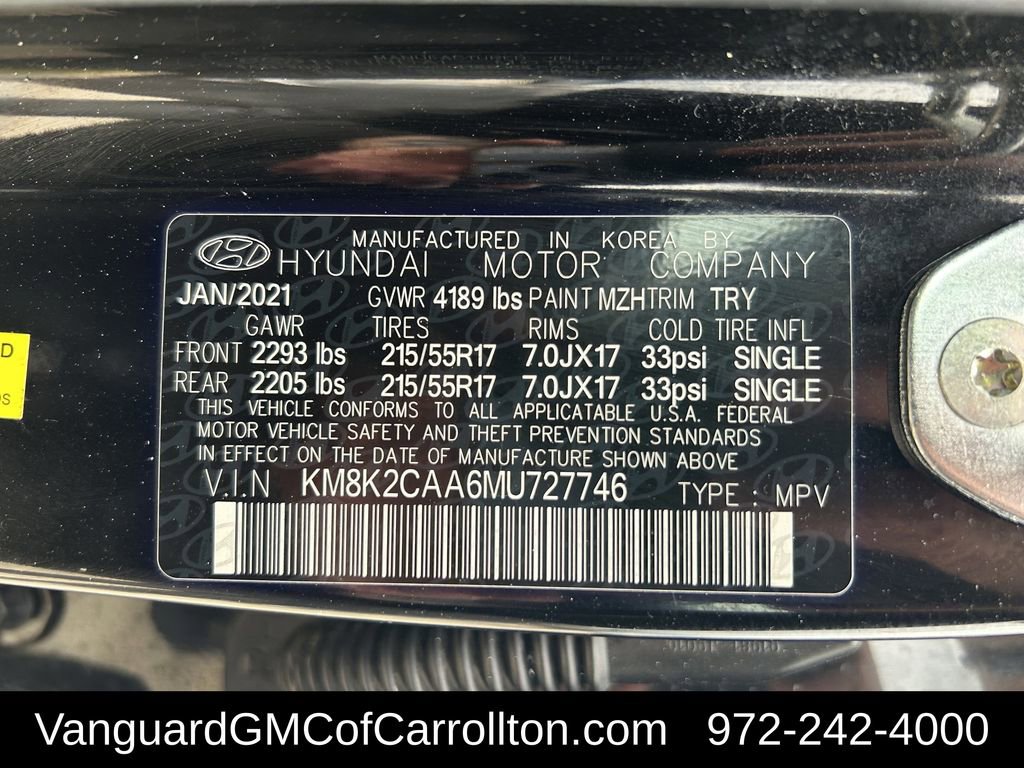 MANUFACTURED IN KOREA BY
HYUNDAI MOTOR COMPANY
JAN/2021 GVWR 4189 lbs PAINT MZH TRIM TRY
GAWR TIRES RIMS COLD TIRE INFL
FRONT 2293 lbs 215/55R17 7.0JX17 33psi SINGLE
REAR 2205 lbs 215/55R17 7.0JX17 33psi SINGLE
THIS VEHICLE CONFORMS TO ALL APPLICATABLE U.S.A. FEDERAL
MOTOR VEHICLE SAFETY AND THEFT PREVENTION STANDARDS
IN EFFECT ON THE DATE OF MANUFACTURE SHOWN ABOVE
V.I.N KM8K2CAA6MU727746 TYPE : MPV
VanguardGMCofCarrollton.com 972-242-4000